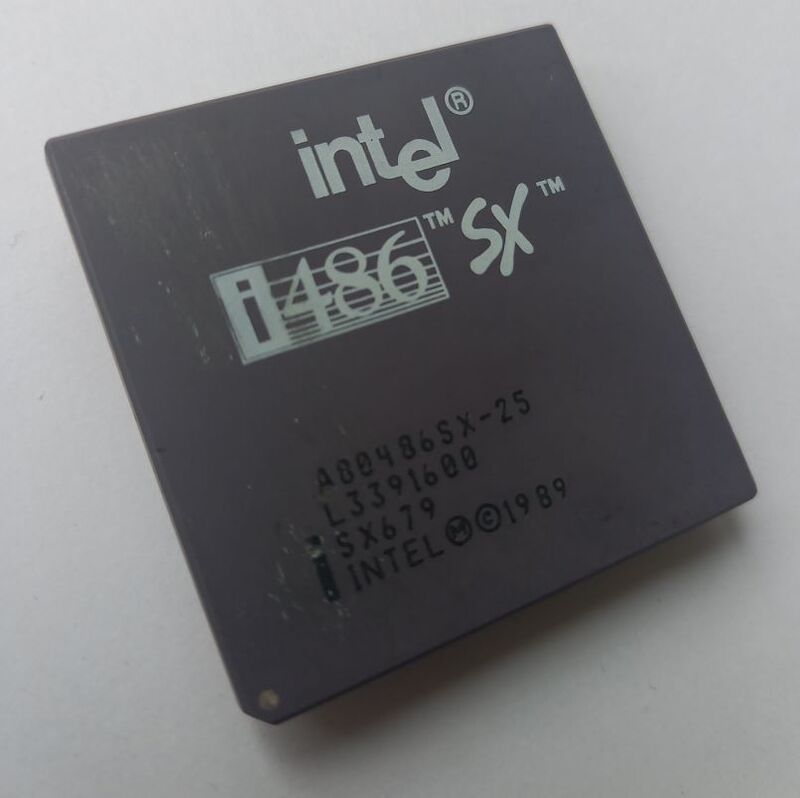 intel®
i486™ SX™
A80486SX-25
L3391600
SX679
i INTEL Ⓜ©1989